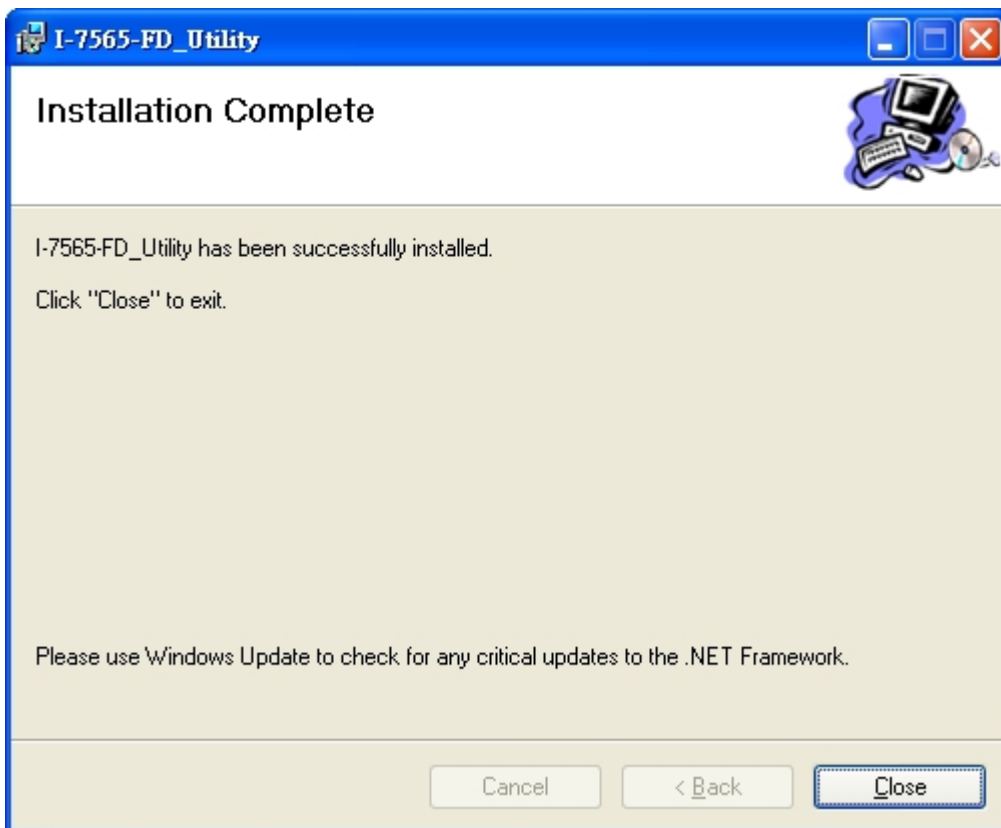 I-7565-FD_Utility
Installation Complete
I-7565-FD_Utility has been successfully installed.
Click "Close" to exit.
Please use Windows Update to check for any critical updates to the .NET Framework.
Cancel
< Back
Close